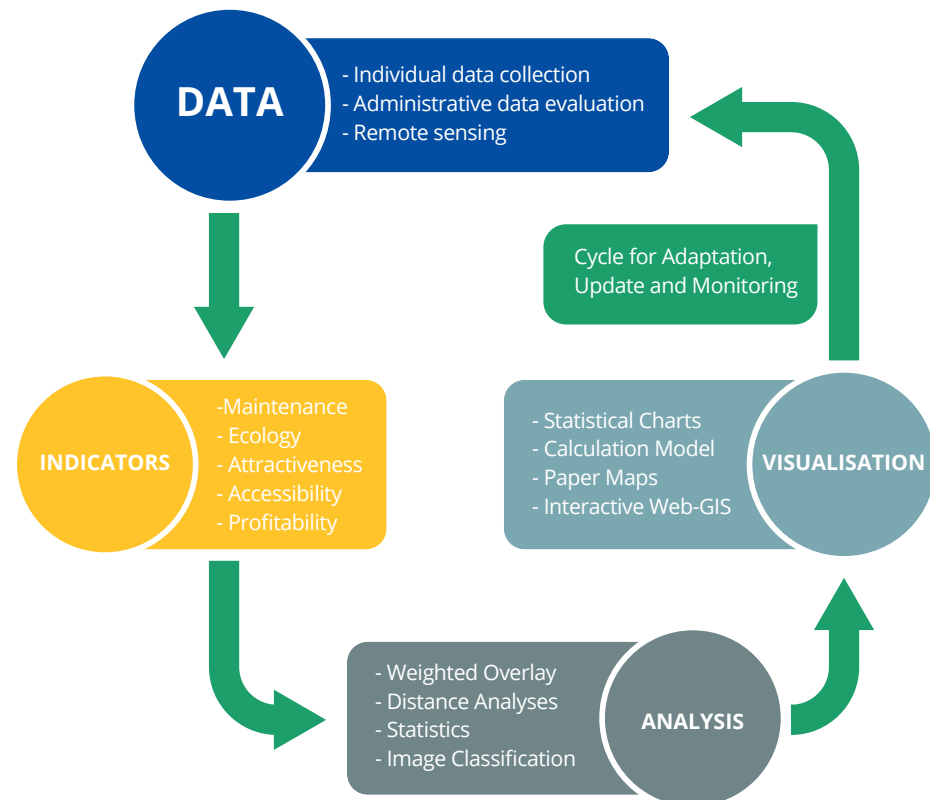 DATA
- Individual data collection
- Administrative data evaluation
- Remote sensing
Cycle for Adaptation,
Update and Monitoring
INDICATORS
-Maintenance
- Ecology
- Attractiveness
- Accessibility
- Profitability
- Statistical Charts
- Calculation Model
- Paper Maps
- Interactive Web-GIS
VISUALISATION
- Weighted Overlay
- Distance Analyses
- Statistics
- Image Classification
ANALYSIS